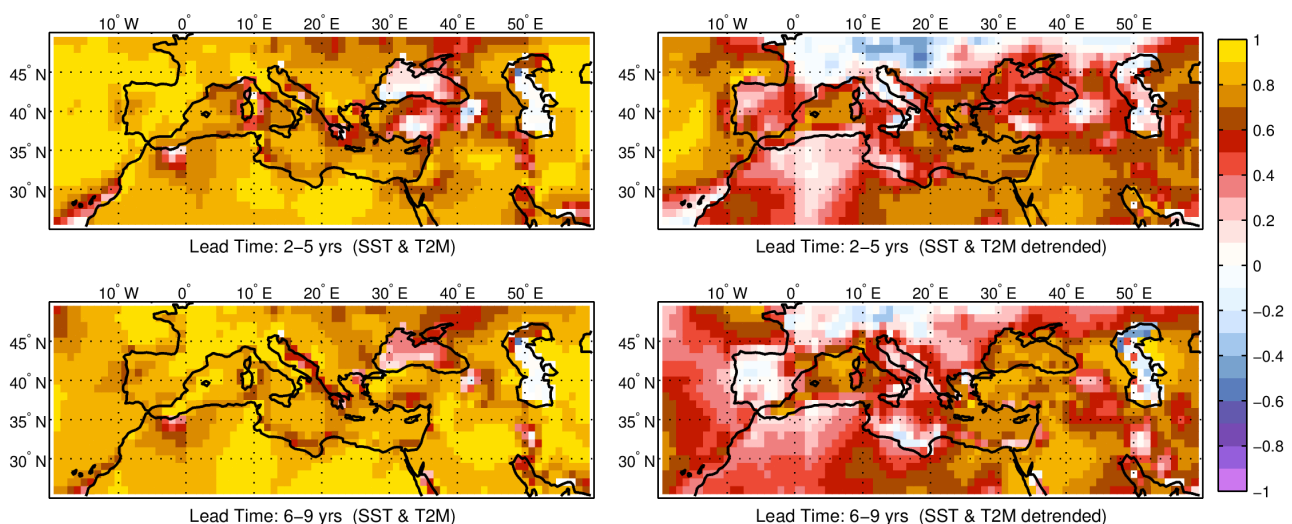 10° W 0° 10° E 20° E 30° E 40° E 50° E
45° N
40° N
35° N
30° N
Lead Time: 2–5 yrs (SST & T2M)
10° W 0° 10° E 20° E 30° E 40° E 50° E
45° N
40° N
35° N
30° N
Lead Time: 2–5 yrs (SST & T2M detrended)
10° W 0° 10° E 20° E 30° E 40° E 50° E
45° N
40° N
35° N
30° N
Lead Time: 6–9 yrs (SST & T2M)
10° W 0° 10° E 20° E 30° E 40° E 50° E
45° N
40° N
35° N
30° N
Lead Time: 6–9 yrs (SST & T2M detrended)
1
0.8
0.6
0.4
0.2
0
−0.2
−0.4
−0.6
−0.8
−1